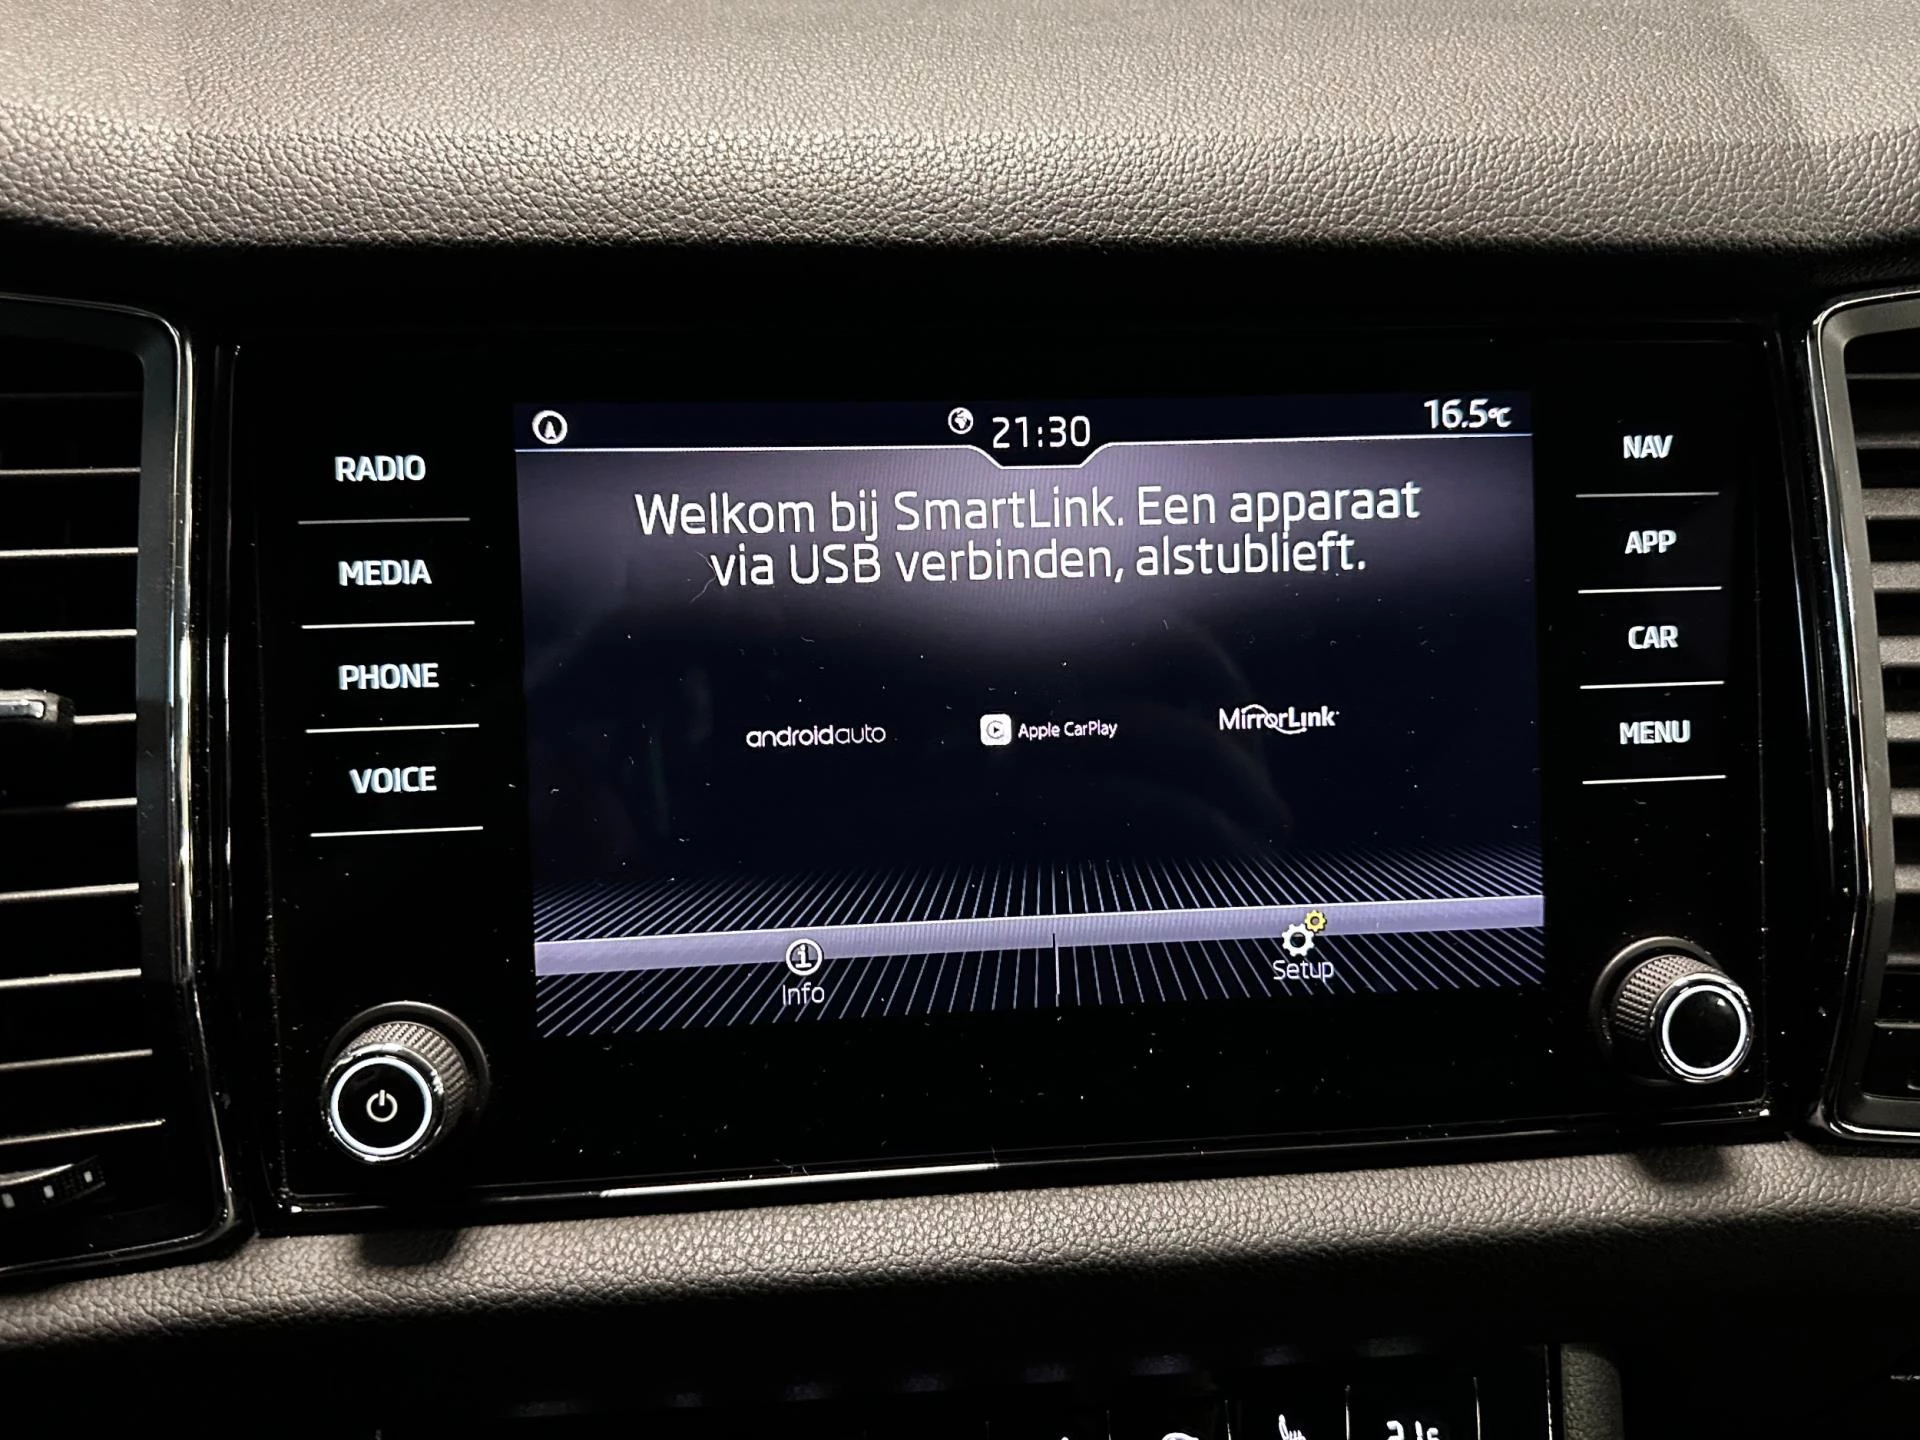 21:30
16.5°C
RADIO
MEDIA
PHONE
VOICE
Welkom bij SmartLink. Een apparaat
via USB verbinden, alstublieft.
androidauto
Apple CarPlay
MirrorLink
Info
Setup
NAV
APP
CAR
MENU